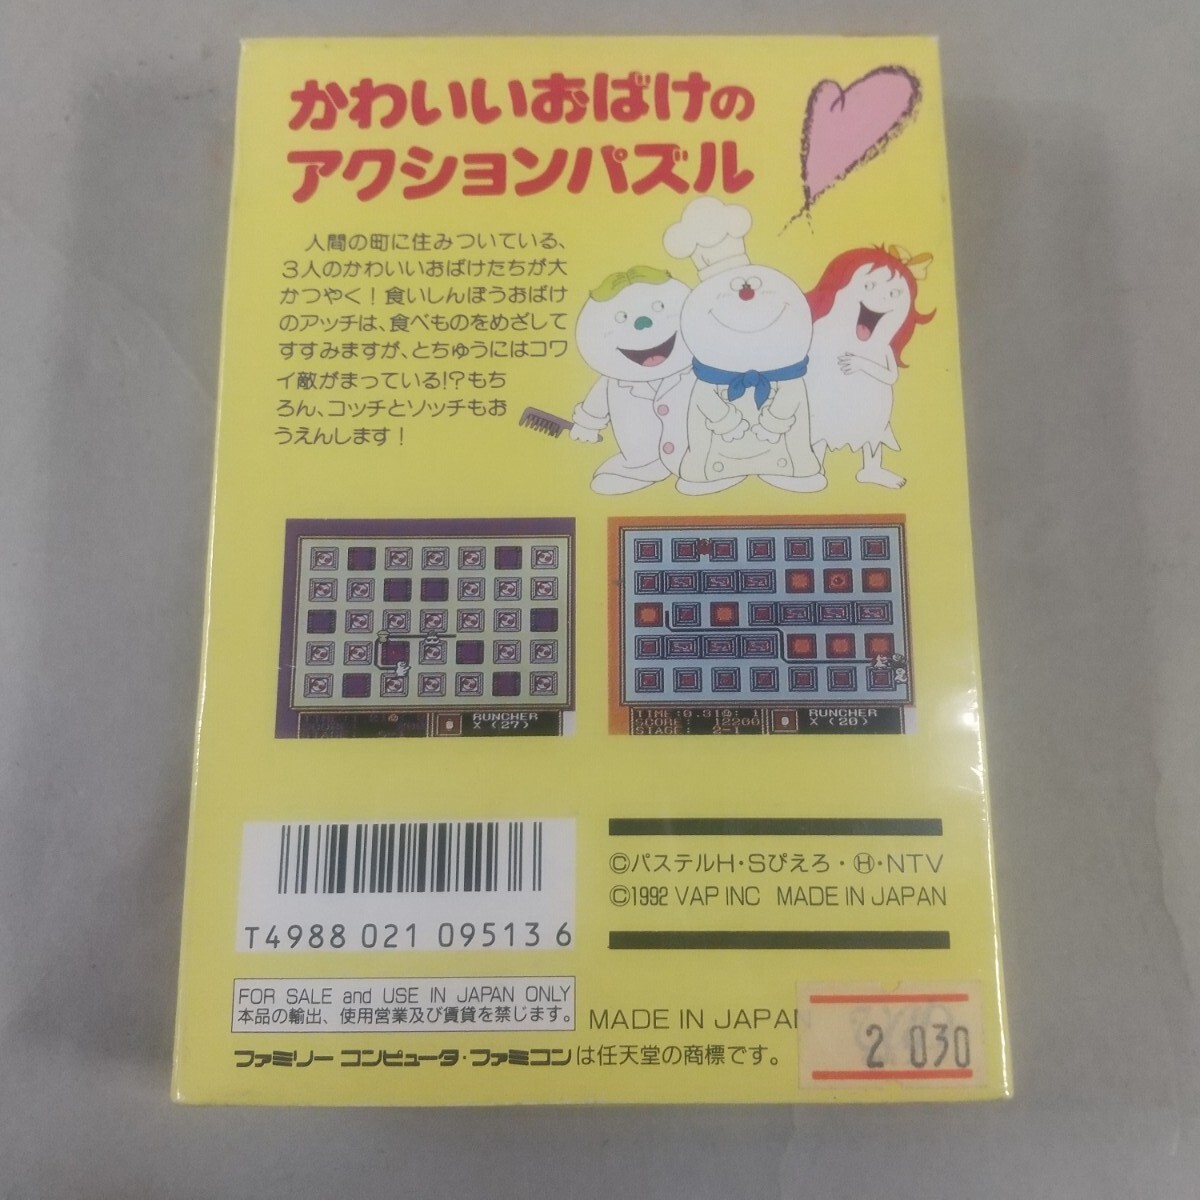 かわいいおばけの
アクションパズル
人間の町に住みついている、
3人のかわいいおばけたちが大
かつやく！食いしんぼうおばけ
のアッチは、食べものをめざして
すすみますが、とちゅうにはコワ
イ敵がまっている!?もち
ろん、コッチとソッチもお
うえんします！
RUNCHER
X(27)
TIME:0.31@: 1
SCORE: 12200
STAGE: 2-1
RUNCHER
X(20)
©パステルH・Sぴえろ・Ⓗ・NTV
©1992 VAP INC MADE IN JAPAN
T4988 021 09513 6
FOR SALE and USE IN JAPAN ONLY
本品の輸出、使用営業及び賃貸を禁じます。
MADE IN JAPAN
2 030
ファミリー コンピュータ・ファミコンは任天堂の商標です。